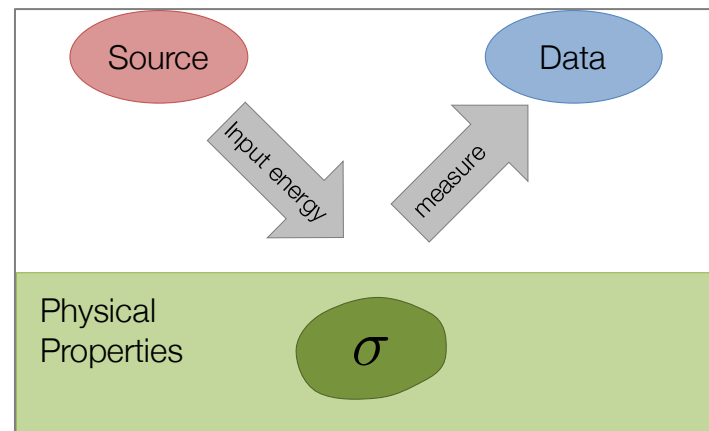 Source
Data
Input energy
measure
Physical
Properties
σ